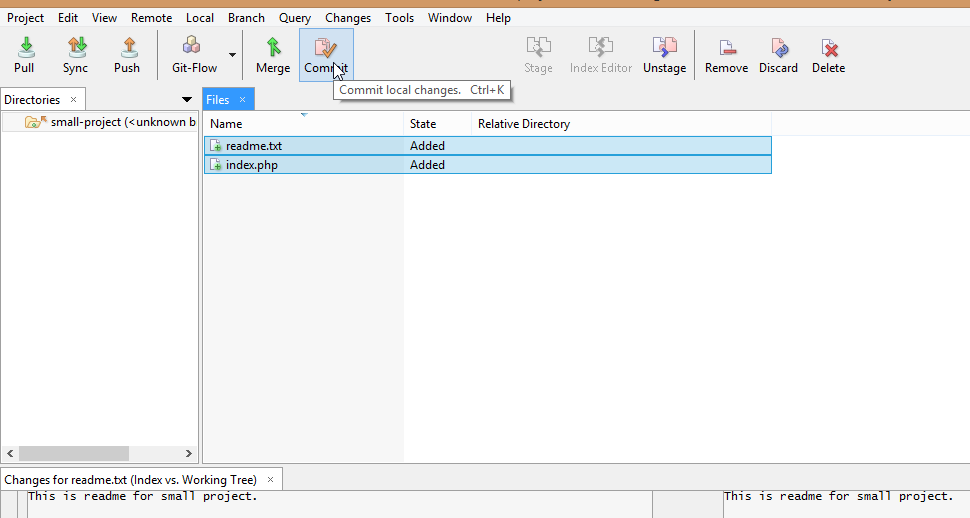 Project Edit View Remote Local Branch Query Changes Tools Window Help
Pull Sync Push Git-Flow Merge Commit Stage Index Editor Unstage Remove Discard Delete
Commit local changes. Ctrl+K
Directories
Files
small-project (<unknown b
Name State Relative Directory
readme.txt Added
index.php Added
Changes for readme.txt (Index vs. Working Tree)
This is readme for small project. This is readme for small project.